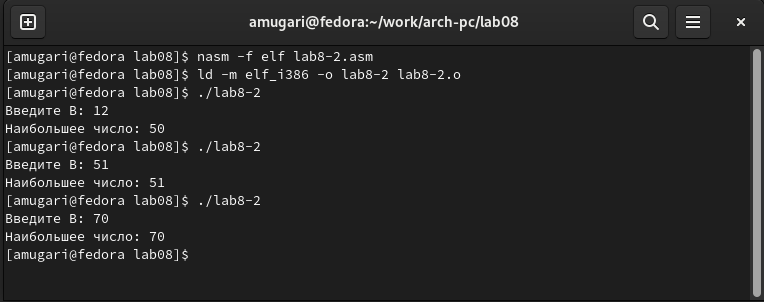 amugari@fedora:~/work/arch-pc/lab08
[amugari@fedora lab08]$ nasm -f elf lab8-2.asm
[amugari@fedora lab08]$ ld -m elf_i386 -o lab8-2 lab8-2.o
[amugari@fedora lab08]$ ./lab8-2
Введите B: 12
Наибольшее число: 50
[amugari@fedora lab08]$ ./lab8-2
Введите B: 51
Наибольшее число: 51
[amugari@fedora lab08]$ ./lab8-2
Введите B: 70
Наибольшее число: 70
[amugari@fedora lab08]$